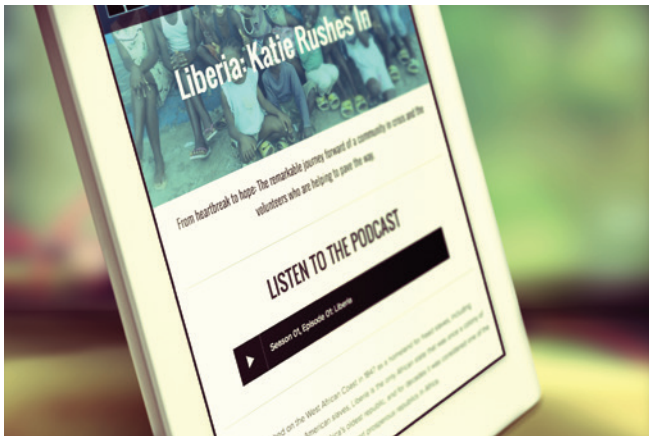 Liberia: Katie Rushes In
From heartbreak to hope: The remarkable journey forward of a community in crisis and the
volunteers who are helping to pave the way.
LISTEN TO THE PODCAST
Season 01, Episode 01: Liberia
ed on the West African Coast in 1847 as a homeland for freed slaves, including
American slaves, Liberia is the only African state that was once a colony of
ca's oldest republic, and for decades it was considered one of the
prosperous republics in Africa.